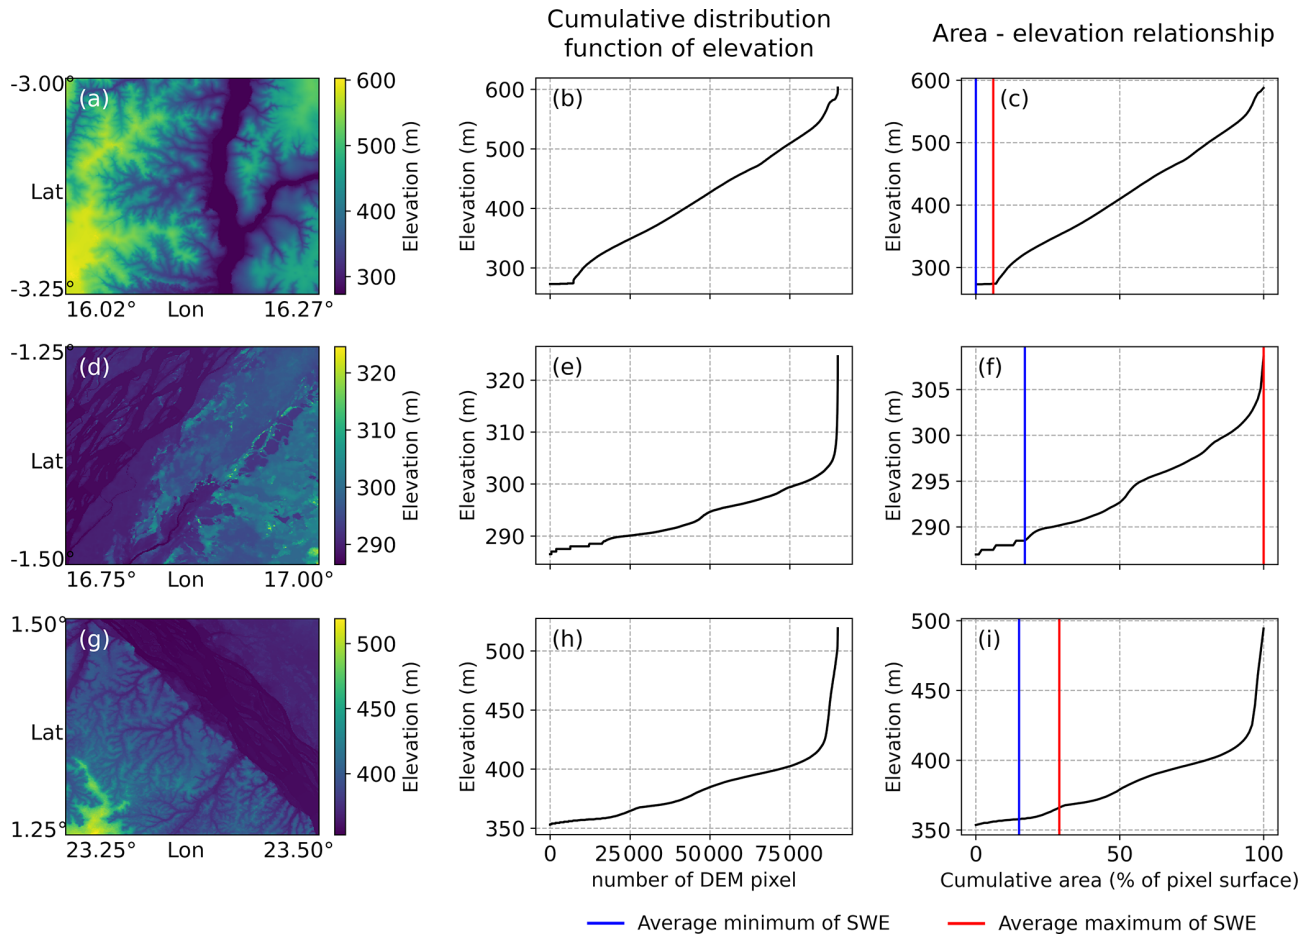 Cumulative distribution
function of elevation
Area - elevation relationship
-3.00°
Lat
-3.25°
(a)
16.02° Lon 16.27°
600
500
400
300
Elevation (m)
(b)
600
500
400
300
Elevation (m)
(c)
600
500
400
300
Elevation (m)
-1.25°
Lat
-1.50°
(d)
16.75° Lon 17.00°
320
310
300
290
Elevation (m)
(e)
320
310
300
290
Elevation (m)
(f)
305
300
295
290
Elevation (m)
1.50°
Lat
1.25°
(g)
23.25° Lon 23.50°
500
450
400
Elevation (m)
(h)
500
450
400
350
Elevation (m)
0 25000 50000 75000
number of DEM pixel
(i)
500
450
400
350
Elevation (m)
0 50 100
Cumulative area (% of pixel surface)
Average minimum of SWE
Average maximum of SWE